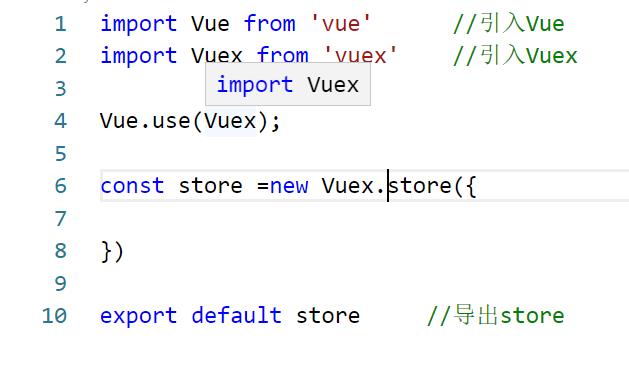 1 import Vue from 'vue' //引入Vue
2 import Vuex from 'vuex' //引入Vuex
import Vuex
3
4 Vue.use(Vuex);
5
6 const store =new Vuex.store({
7
8 })
9
10 export default store //导出store